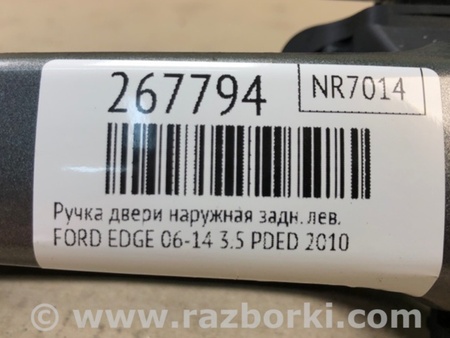 267794
NR7014
Ручка двери наружная задн. лев.
FORD EDGE 06-14 3.5 PDED 2010
www.razborki.com